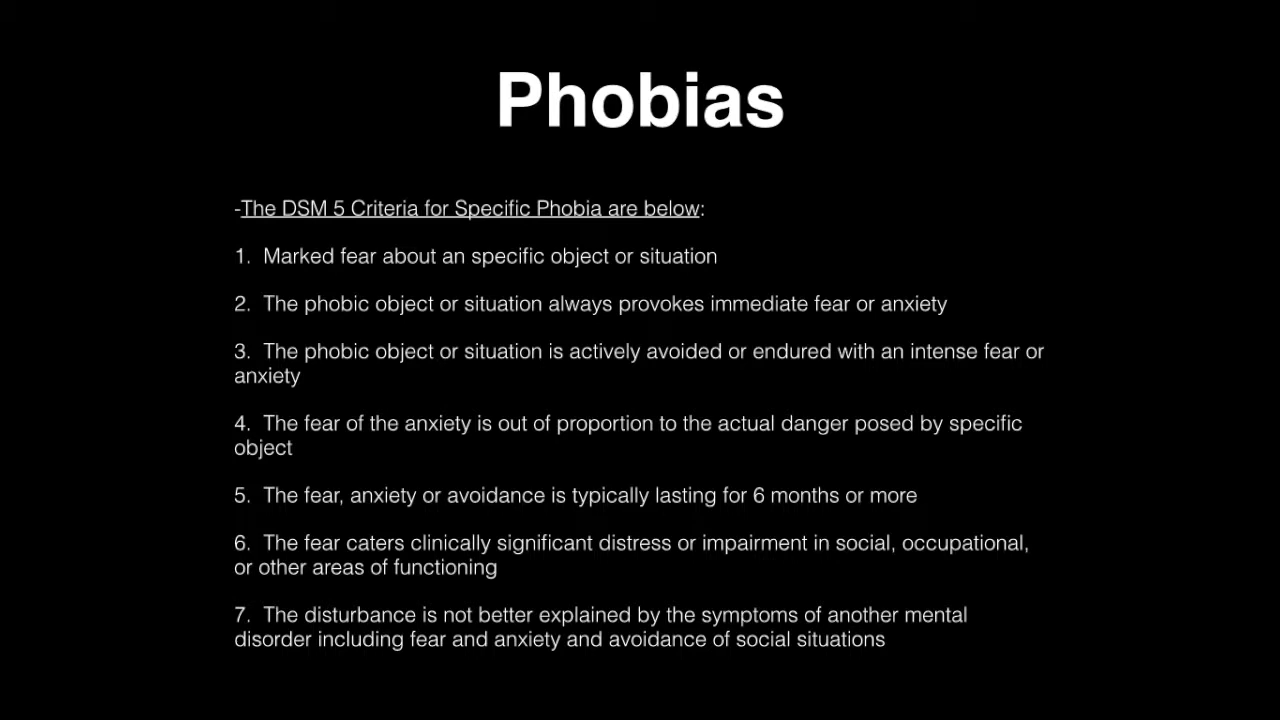 Phobias
-The DSM 5 Criteria for Specific Phobia are below:
1. Marked fear about an specific object or situation
2. The phobic object or situation always provokes immediate fear or anxiety
3. The phobic object or situation is actively avoided or endured with an intense fear or
anxiety
4. The fear of the anxiety is out of proportion to the actual danger posed by specific
object
5. The fear, anxiety or avoidance is typically lasting for 6 months or more
6. The fear caters clinically significant distress or impairment in social, occupational,
or other areas of functioning
7. The disturbance is not better explained by the symptoms of another mental
disorder including fear and anxiety and avoidance of social situations